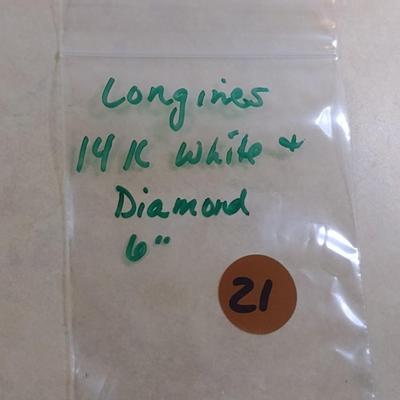 Longines
14K White +
Diamond
6"
21